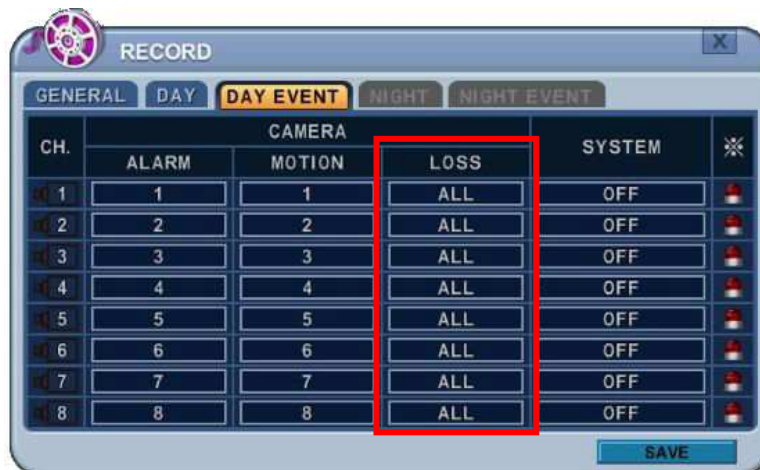 RECORD
X
GENERAL DAY DAY EVENT NIGHT NIGHT EVENT
CH. CAMERA SYSTEM ※
ALARM MOTION LOSS
1 1 1 ALL OFF
2 2 2 ALL OFF
3 3 3 ALL OFF
4 4 4 ALL OFF
5 5 5 ALL OFF
6 6 6 ALL OFF
7 7 7 ALL OFF
8 8 8 ALL OFF
SAVE